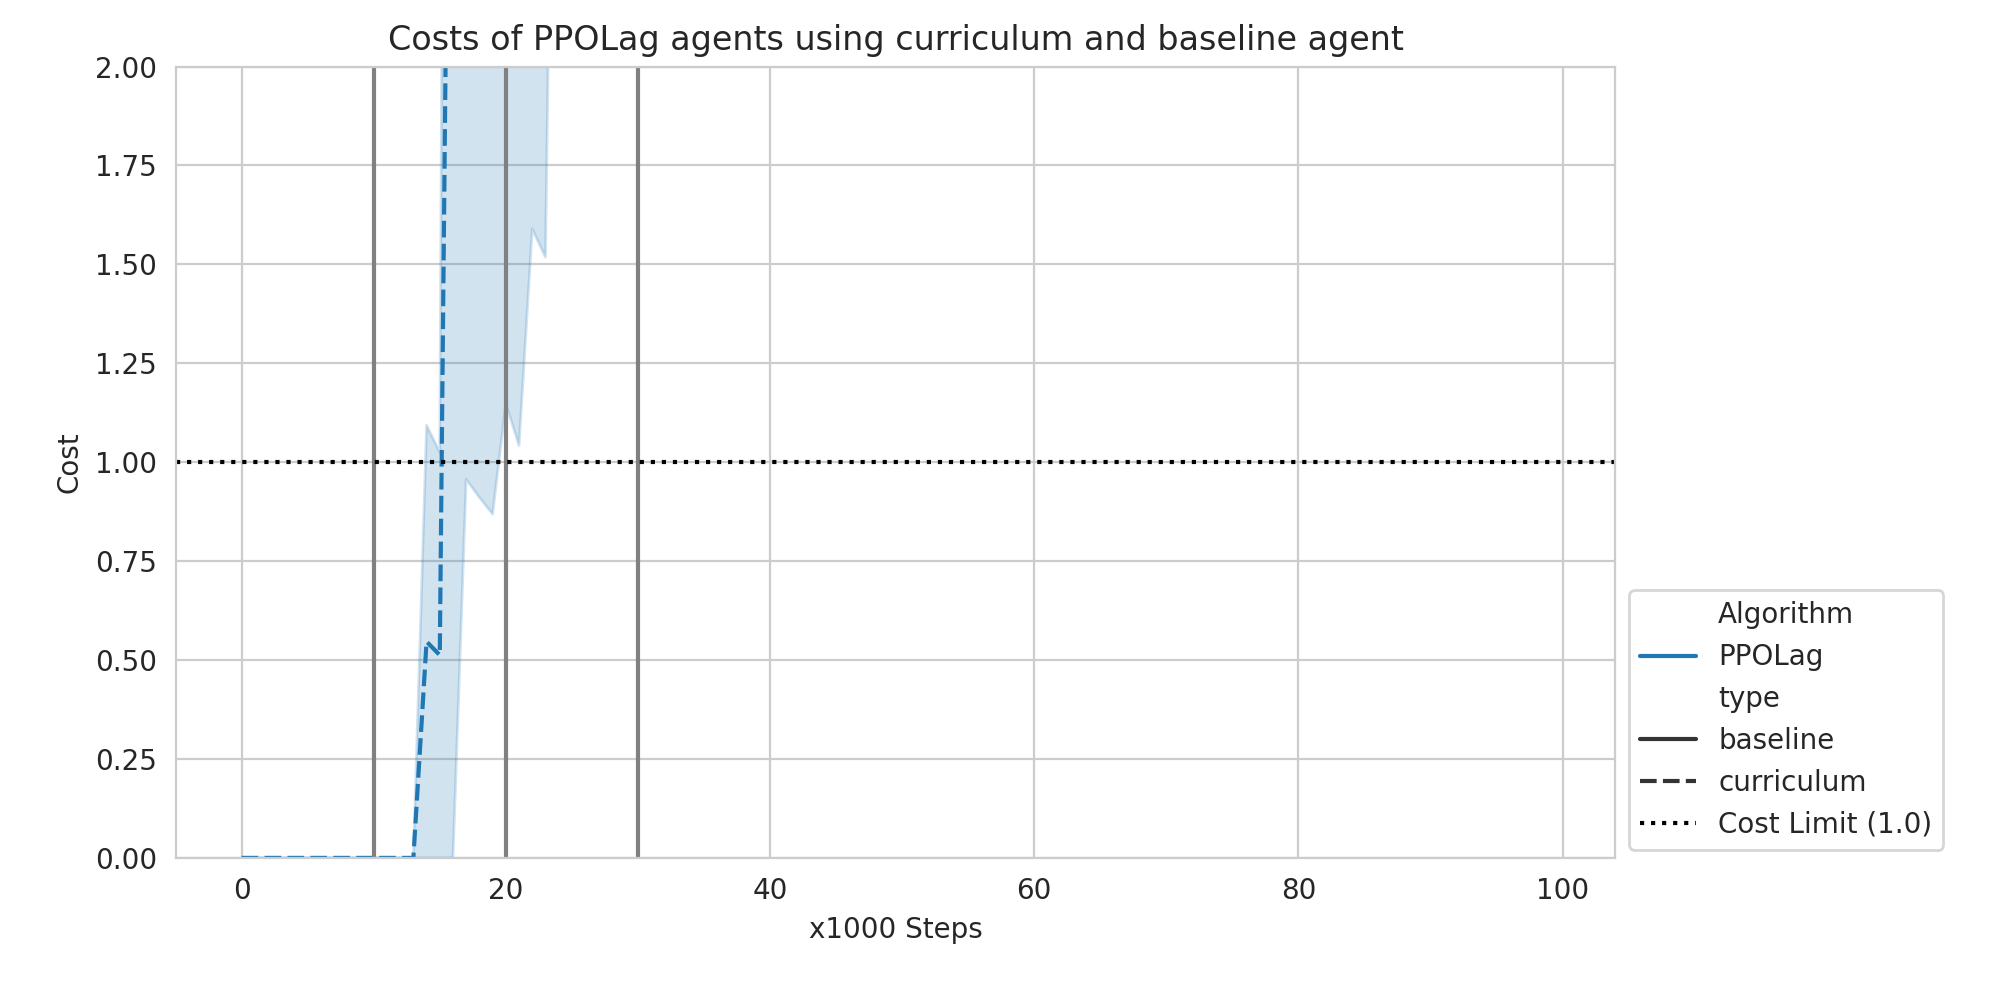 Costs of PPOLag agents using curriculum and baseline agent
2.00
1.75
1.50
1.25
1.00
0.75
0.50
0.25
0.00
Cost
0 20 40 60 80 100
x1000 Steps
Algorithm
PPOLag
type
baseline
curriculum
Cost Limit (1.0)